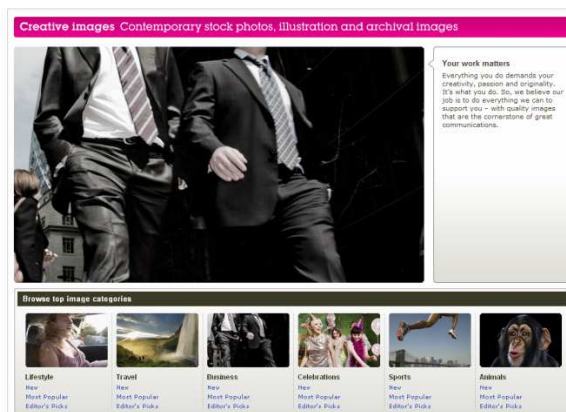 Creative images Contemporary stock photos, illustration and archival images
Your work matters
Everything you do demands your
creativity, passion and originality.
It's what you do. So, we believe our
job is to do everything we can to
support you – with quality images
that are the cornerstone of great
communications.
Browse top image categories
Lifestyle Travel Business Celebrations Sports Animals
New New New New New New
Most Popular Most Popular Most Popular Most Popular Most Popular Most Popular
Editor's Picks Editor's Picks Editor's Picks Editor's Picks Editor's Picks Editor's Picks